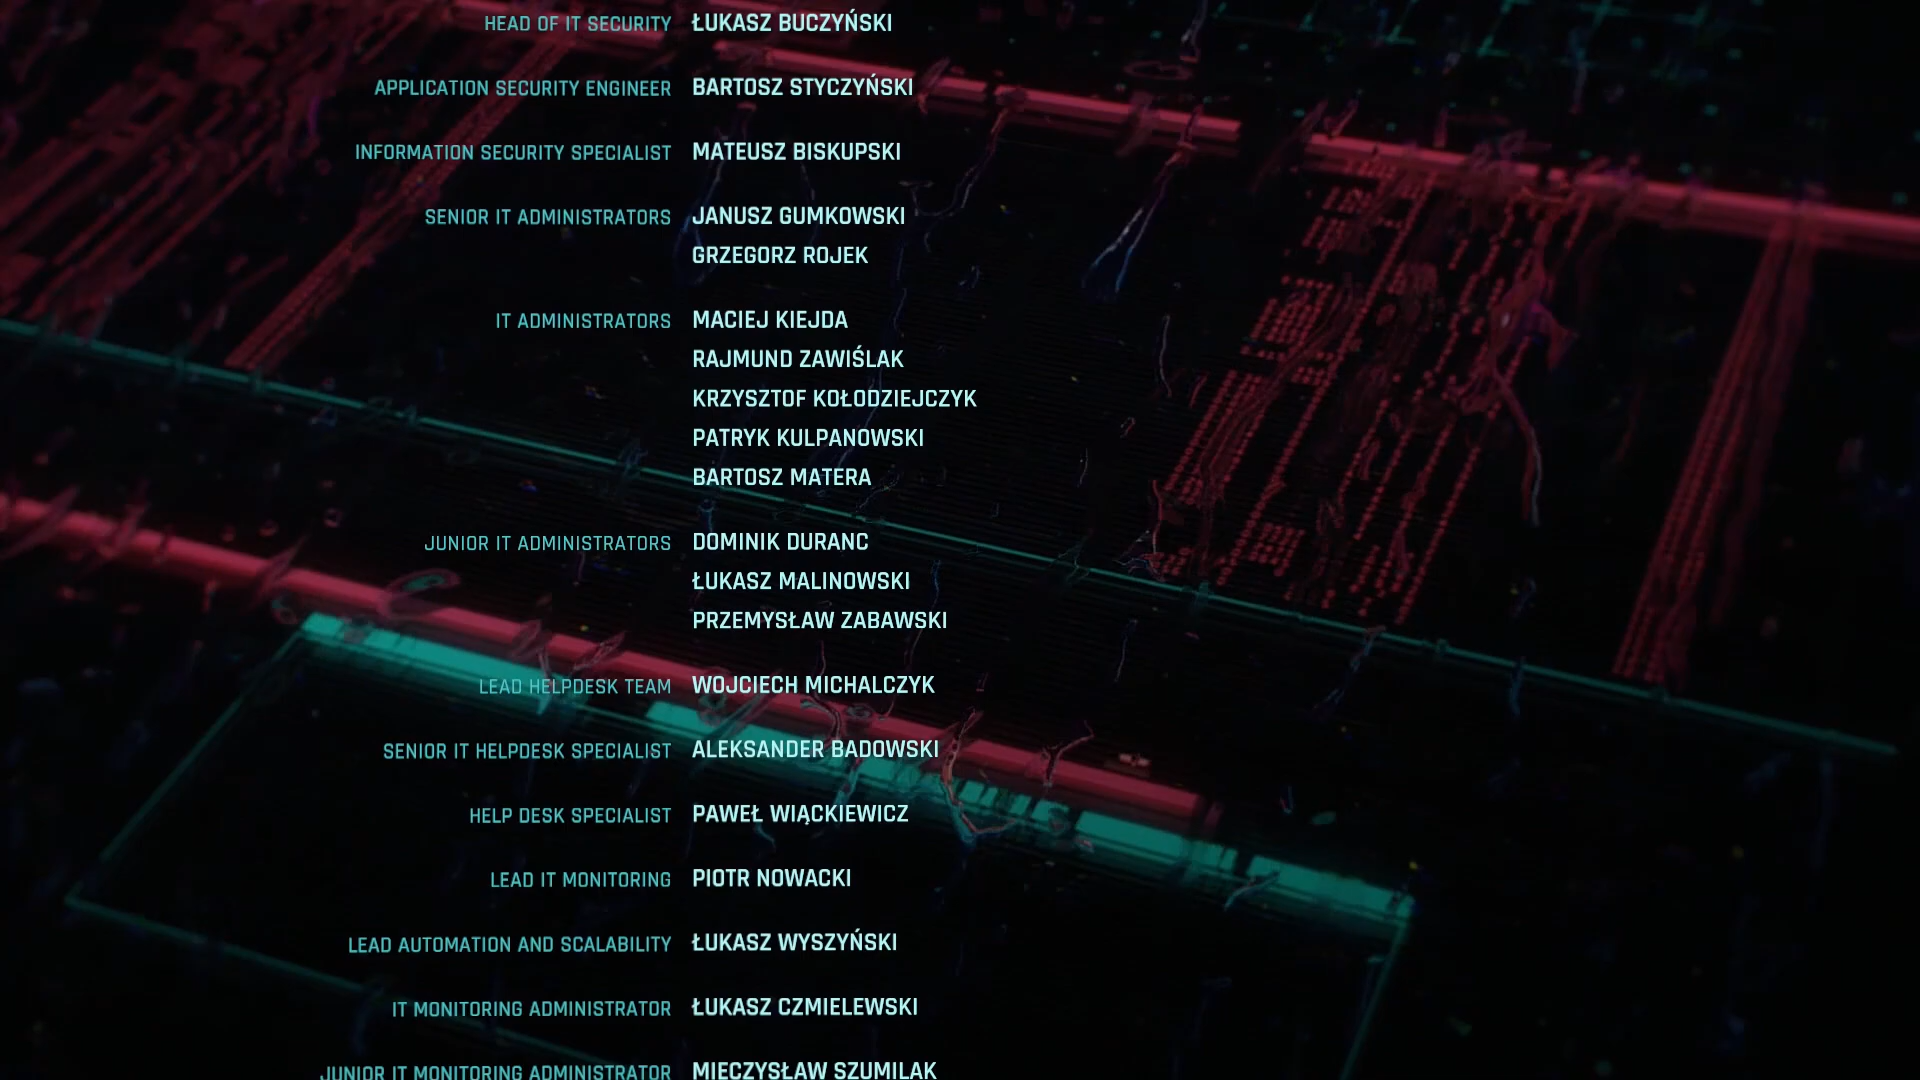 HEAD OF IT SECURITY ŁUKASZ BUCZYŃSKI
APPLICATION SECURITY ENGINEER BARTOSZ STYCZYŃSKI
INFORMATION SECURITY SPECIALIST MATEUSZ BISKUPSKI
SENIOR IT ADMINISTRATORS JANUSZ GUMKOWSKI
GRZEGORZ ROJEK
IT ADMINISTRATORS MACIEJ KIEJDA
RAJMUND ZAWIŚLAK
KRZYSZTOF KOŁODZIEJCZYK
PATRYK KULPANOWSKI
BARTOSZ MATERA
JUNIOR IT ADMINISTRATORS DOMINIK DURANC
ŁUKASZ MALINOWSKI
PRZEMYSŁAW ZABAWSKI
LEAD HELPDESK TEAM WOJCIECH MICHALCZYK
SENIOR IT HELPDESK SPECIALIST ALEKSANDER BADOWSKI
HELP DESK SPECIALIST PAWEŁ WIĄCKIEWICZ
LEAD IT MONITORING PIOTR NOWACKI
LEAD AUTOMATION AND SCALABILITY ŁUKASZ WYSZYŃSKI
IT MONITORING ADMINISTRATOR ŁUKASZ CZMIELEWSKI
JUNIOR IT MONITORING ADMINISTRATOR MIECZYSŁAW SZUMILAK